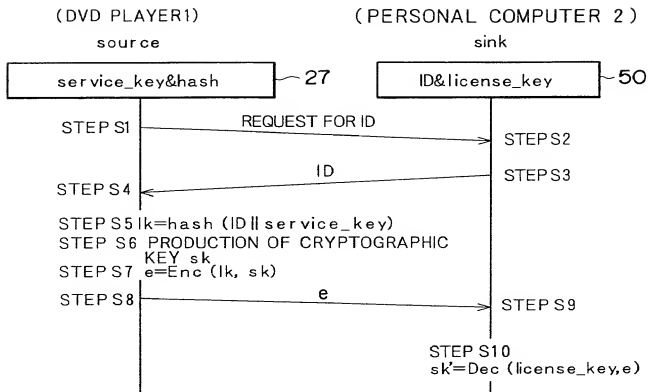 (DVD PLAYER1) (PERSONAL COMPUTER 2)
source sink
service_key&hash 27 ID&license_key 50
STEP S1 REQUEST FOR ID STEP S2
ID STEP S3
STEP S4
STEP S5 lk=hash (ID||service_key)
STEP S6 PRODUCTION OF CRYPTOGRAPHIC
KEY sk
STEP S7 e=Enc (lk, sk)
STEP S8 e STEP S9
STEP S10
sk'=Dec (license_key,e)